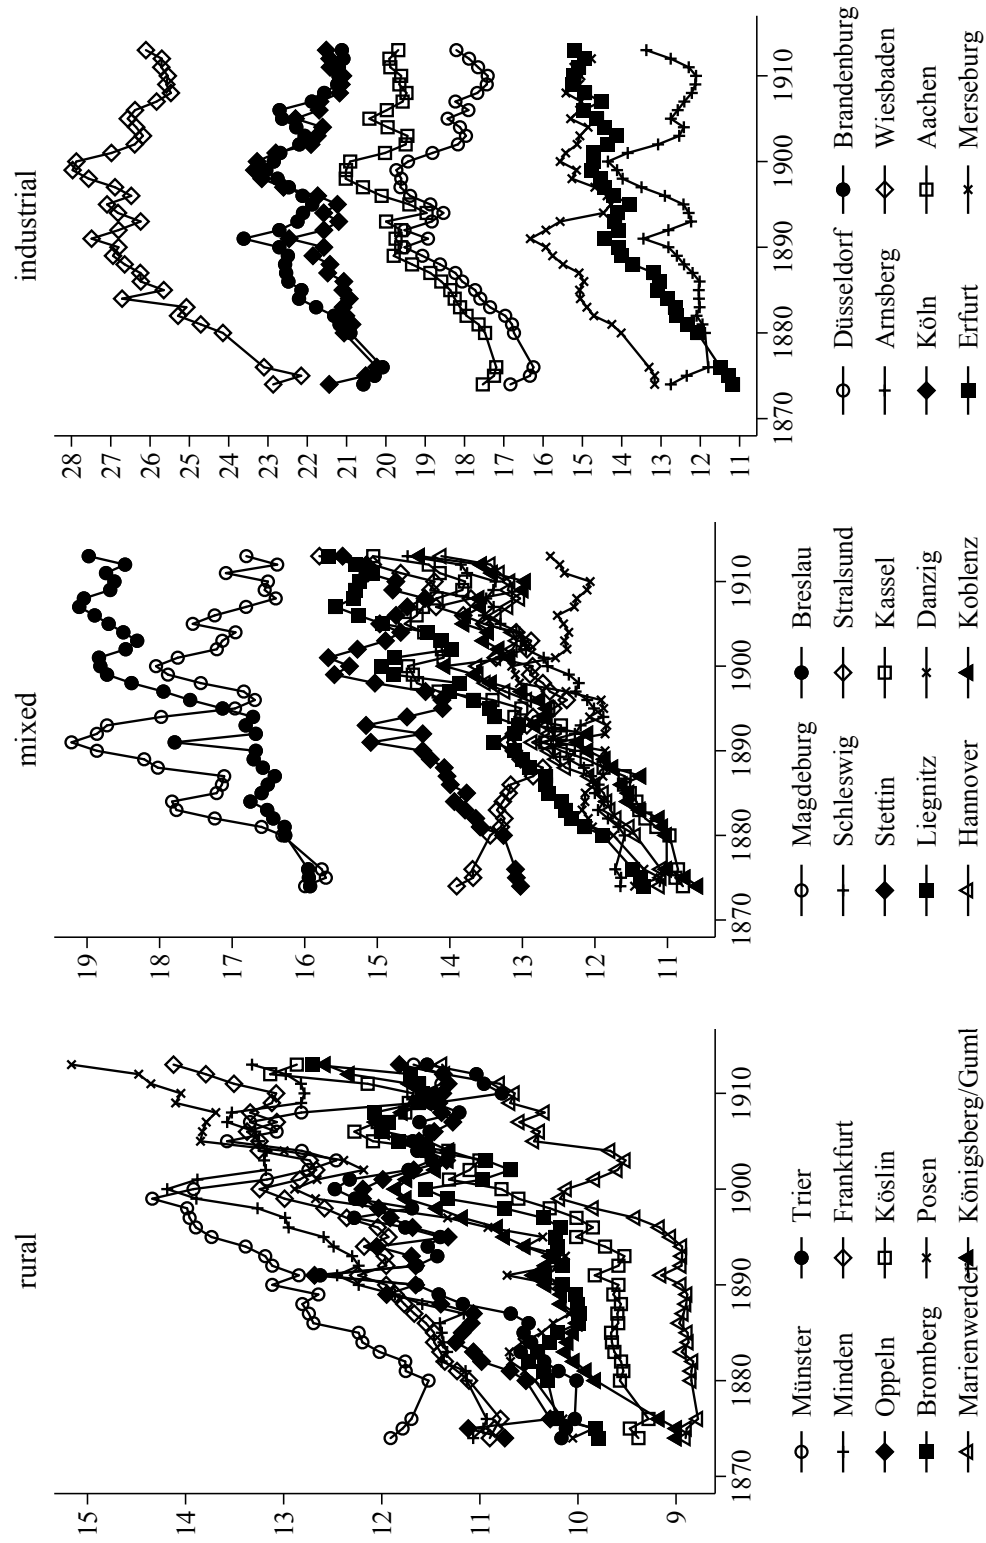 rural
15
14
13
12
11
10
9
1870 1880 1890 1900 1910
Münster Trier
Minden Frankfurt
Oppeln Köslin
Bromberg Posen
Marienwerder Königsberg/Guml
mixed
19
18
17
16
15
14
13
12
11
1870 1880 1890 1900 1910
Magdeburg Breslau
Schleswig Stralsund
Stettin Kassel
Liegnitz Danzig
Hannover Koblenz
industrial
28
27
26
25
24
23
22
21
20
19
18
17
16
15
14
13
12
11
1870 1880 1890 1900 1910
Düsseldorf Brandenburg
Arnsberg Wiesbaden
Köln Aachen
Erfurt Merseburg